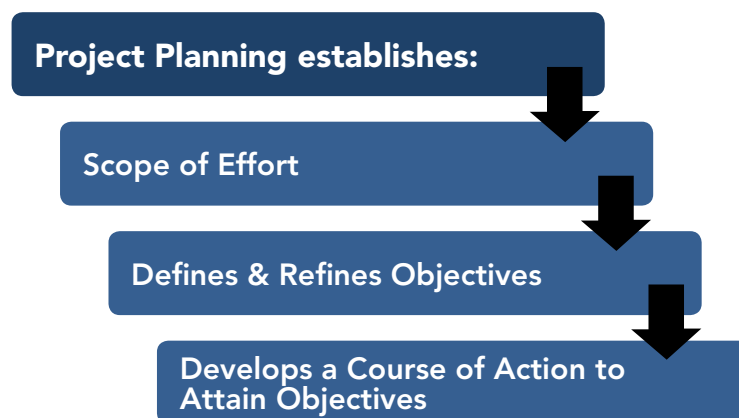 Project Planning establishes:
Scope of Effort
Defines & Refines Objectives
Develops a Course of Action to
Attain Objectives